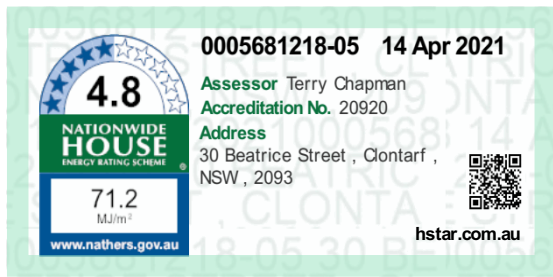 0005681218-05 14 Apr 2021
4.8
NATIONWIDE
HOUSE
ENERGY RATING SCHEME ®
71.2
MJ/m²
www.nathers.gov.au
Assessor Terry Chapman
Accreditation No. 20920
Address
30 Beatrice Street , Clontarf ,
NSW , 2093
hstar.com.au